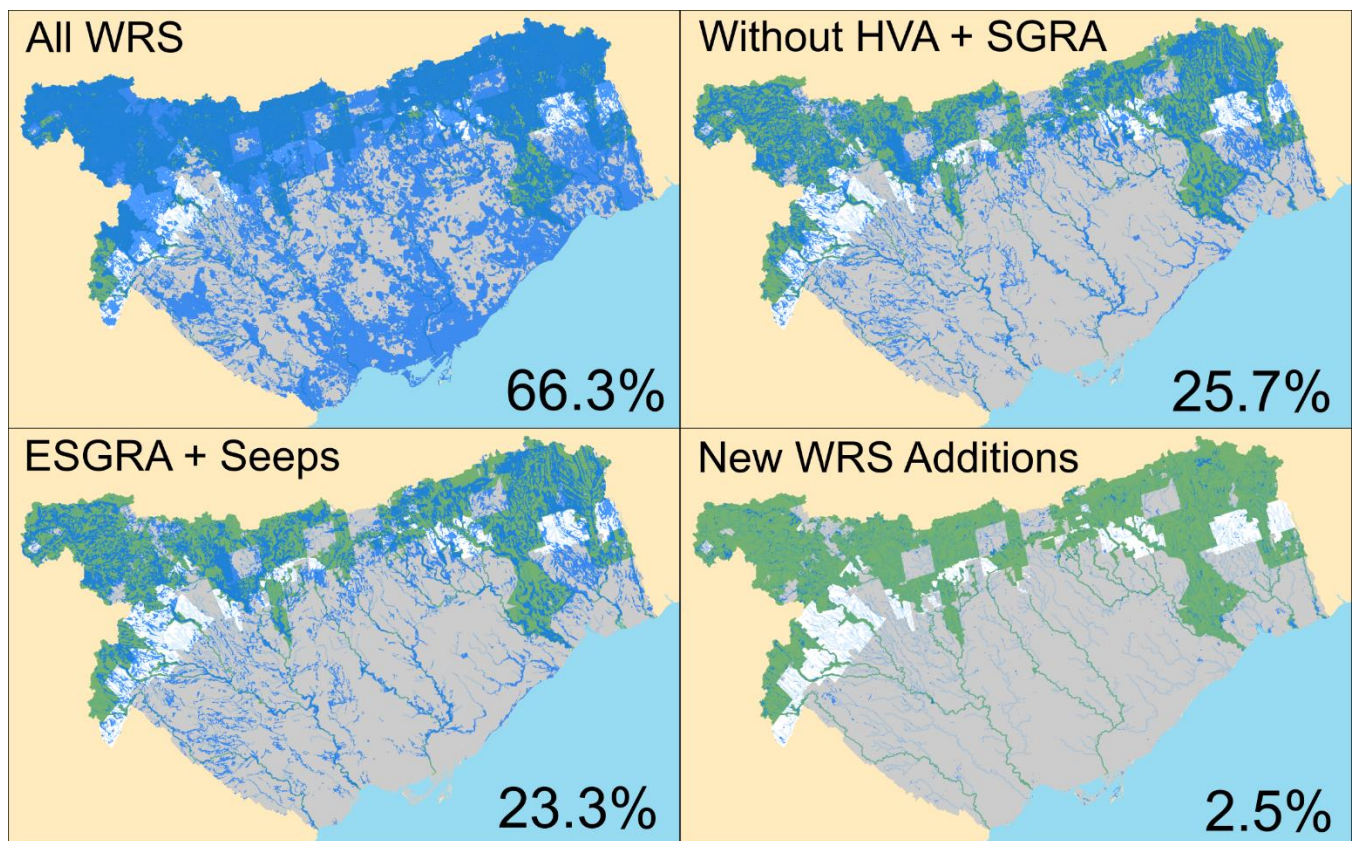 All WRS
66.3%
Without HVA + SGRA
25.7%
ESGRA + Seeps
23.3%
New WRS Additions
2.5%